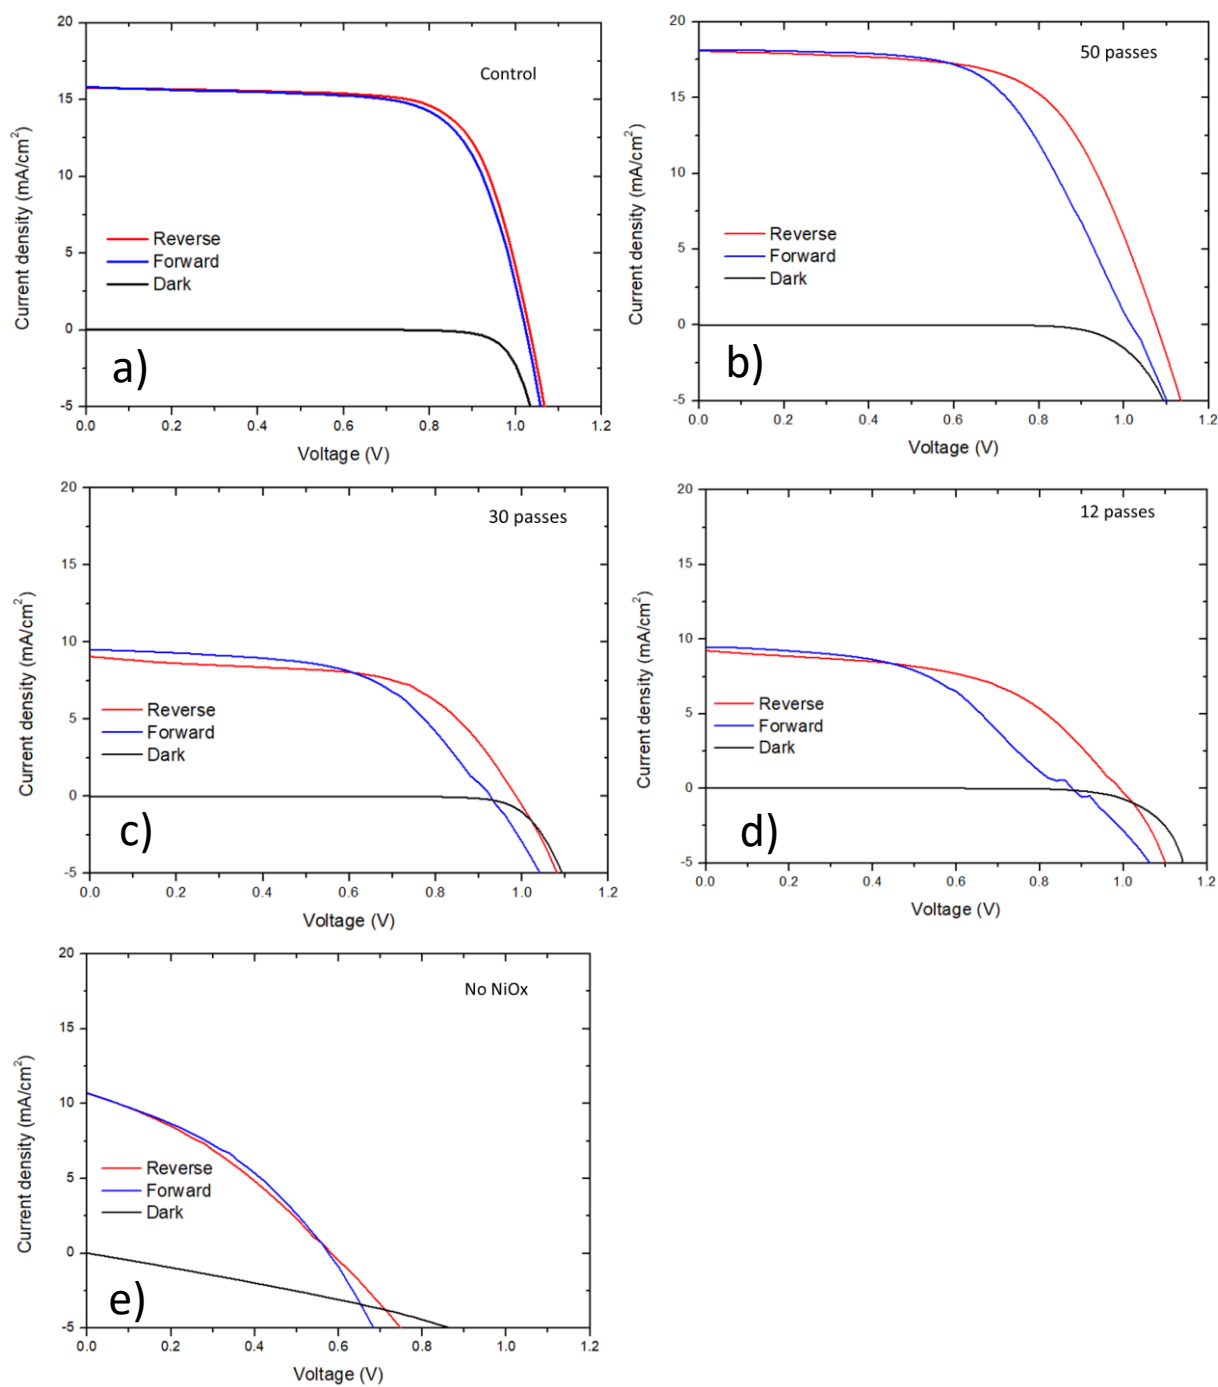 20
15
10
5
0
-5
Current density (mA/cm²)
Control
Reverse
Forward
Dark
a)
0.0 0.2 0.4 0.6 0.8 1.0 1.2
Voltage (V)
20
15
10
5
0
-5
Current density (mA/cm²)
50 passes
Reverse
Forward
Dark
b)
0.0 0.2 0.4 0.6 0.8 1.0 1.2
Voltage (V)
20
15
10
5
0
-5
Current density (mA/cm²)
30 passes
Reverse
Forward
Dark
c)
0.0 0.2 0.4 0.6 0.8 1.0 1.2
Voltage (V)
20
15
10
5
0
-5
Current density (mA/cm²)
12 passes
Reverse
Forward
Dark
d)
0.0 0.2 0.4 0.6 0.8 1.0 1.2
Voltage (V)
20
15
10
5
0
-5
Current density (mA/cm²)
No NiOx
Reverse
Forward
Dark
e)
0.0 0.2 0.4 0.6 0.8 1.0 1.2
Voltage (V)